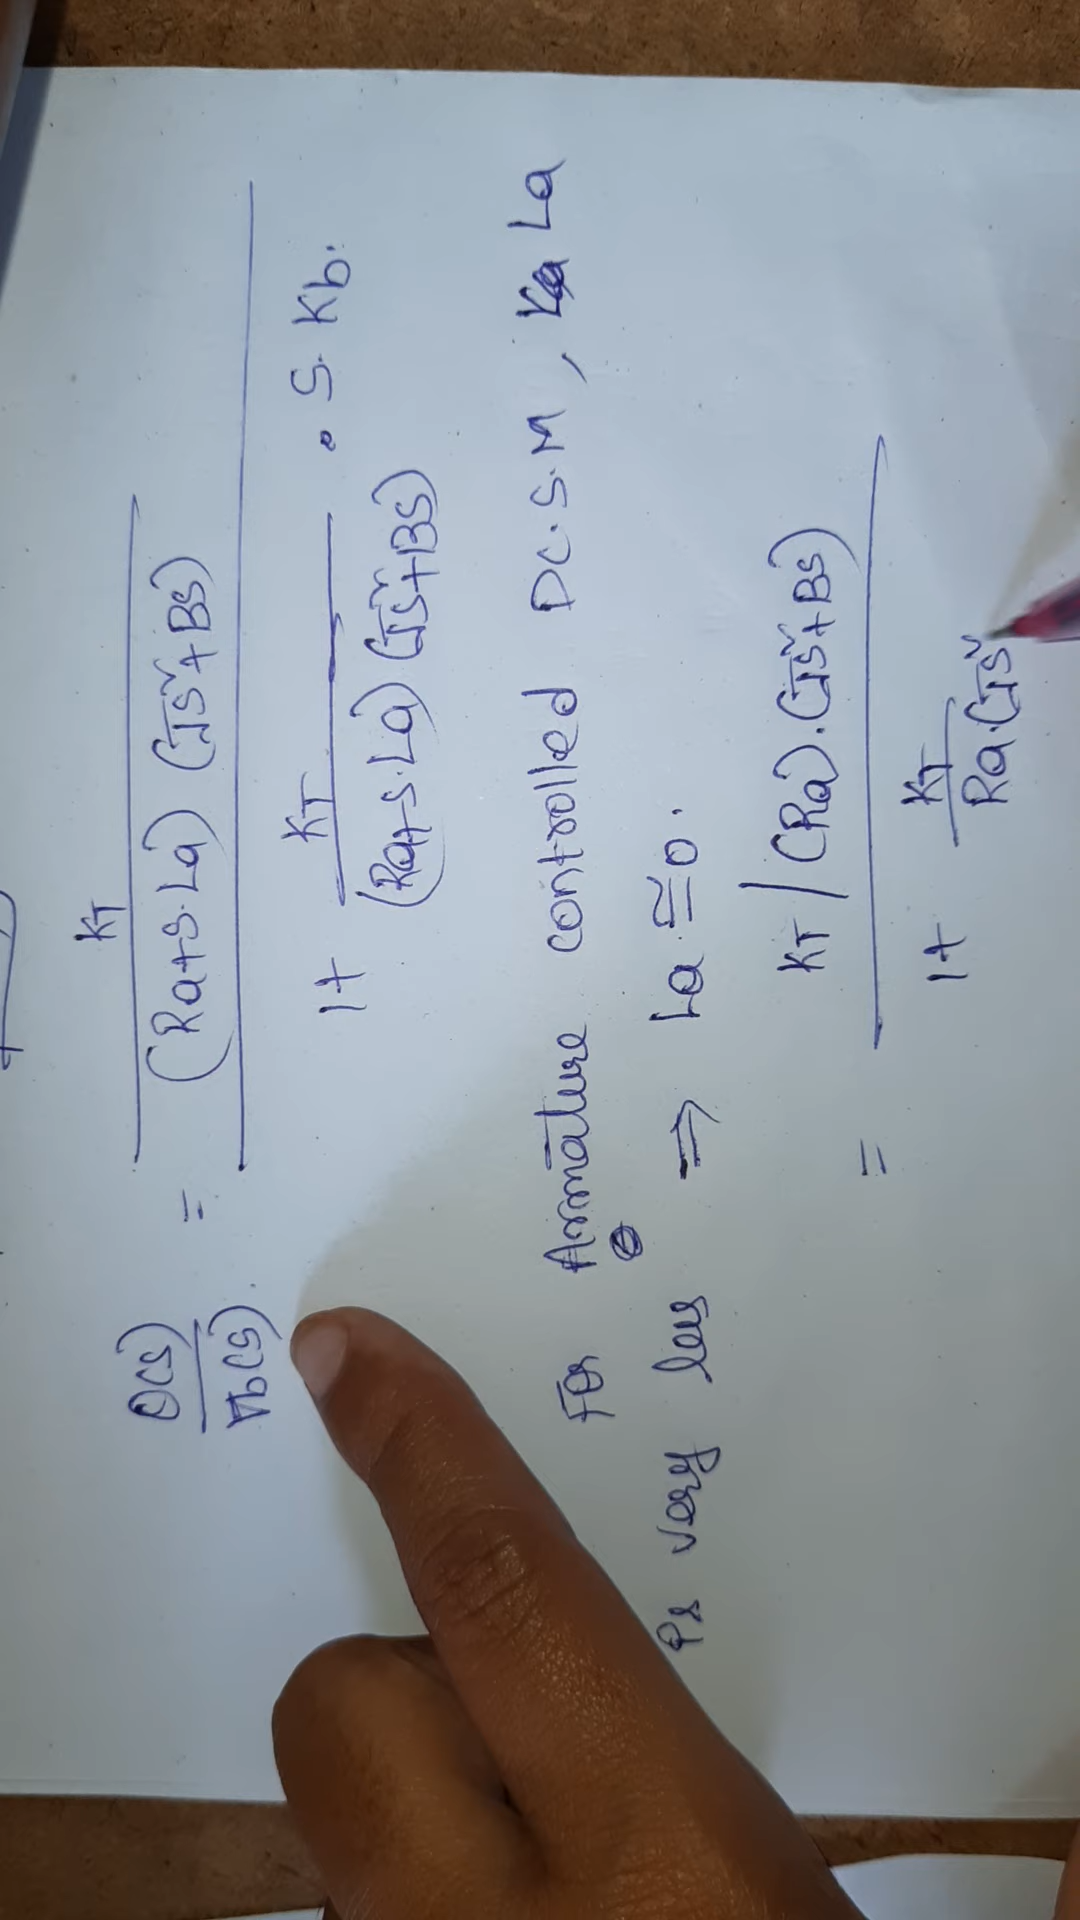 KT
θ(s) = (Ra+s.La) (Js²+Bs)
Vb(s). 1+ KT . S.Kb.
(Ra+s.La) (Js²+Bs)
For Armature controlled D.C.S.M, La
is very less ⇒ La ≅ 0.
KT / (Ra).(Js²+Bs)
=
1+ KT
Ra.(Js²